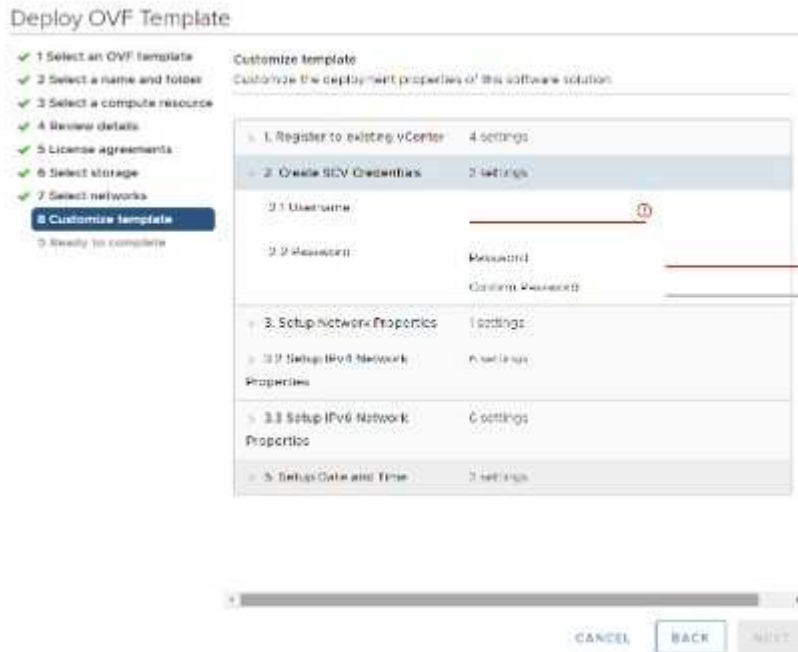 Deploy OVF Template
1 Select an OVF template
2 Select a name and folder
3 Select a compute resource
4 Review details
5 License agreements
6 Select storage
7 Select networks
8 Customize template
9 Ready to complete
Customize template
Customize the deployment properties of this software solution
1. Register to existing vCenter 4 settings
2. Create SCV Credentials 2 settings
2.1 Username
2.2 Password
Password
Confirm Password
3. Setup Network Properties 1 settings
3.2 Setup IPv4 Network 6 settings
Properties
3.3 Setup IPv6 Network 6 settings
Properties
5. Setup Date and Time 2 settings
CANCEL BACK NEXT